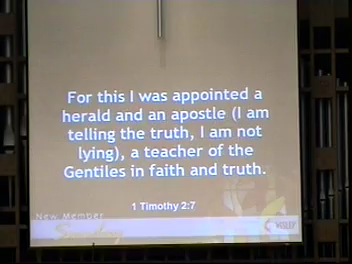 For this I was appointed a
herald and an apostle (I am
telling the truth, I am not
lying), a teacher of the
Gentiles in faith and truth.
1 Timothy 2:7
New Member
Sunday